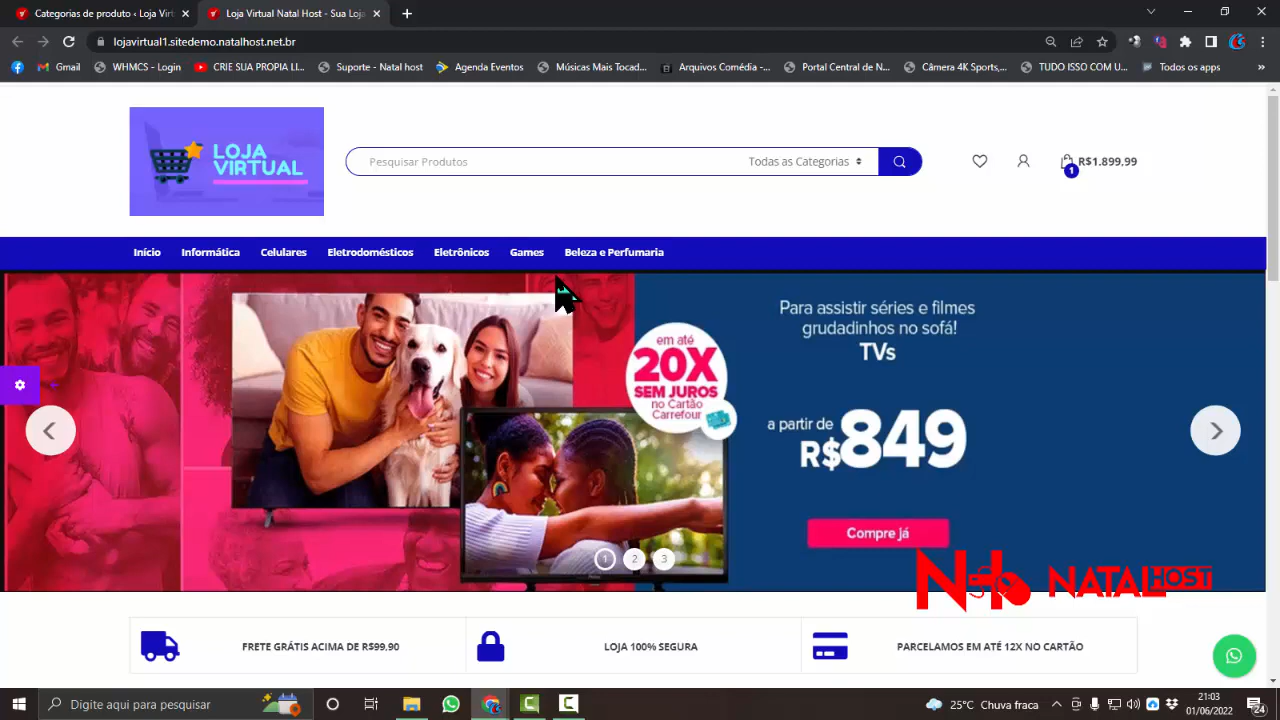 Categorias de produto ‹ Loja Virt
Loja Virtual Natal Host - Sua Loja
lojavirtual1.sitedemo.natalhost.net.br
Gmail
WHMCS - Login
CRIE SUA PROPIA LI...
Suporte - Natal host
Agenda Eventos
Músicas Mais Tocad...
Arquivos Comédia -...
Portal Central de N...
Câmera 4K Sports,...
TUDO ISSO COM U...
Todos os apps
LOJA
VIRTUAL
Pesquisar Produtos
Todas as Categorias
1
R$1.899,99
Início
Informática
Celulares
Eletrodomésticos
Eletrônicos
Games
Beleza e Perfumaria
em até
20X
SEM JUROS
no Cartão
Carrefour
Para assistir séries e filmes
grudadinhos no sofá!
TVs
a partir de
R$849
Compre já
1
2
3
NATALHOST
FRETE GRÁTIS ACIMA DE R$99,90
LOJA 100% SEGURA
PARCELAMOS EM ATÉ 12X NO CARTÃO
Digite aqui para pesquisar
25°C Chuva fraca
21:03
01/06/2022
24